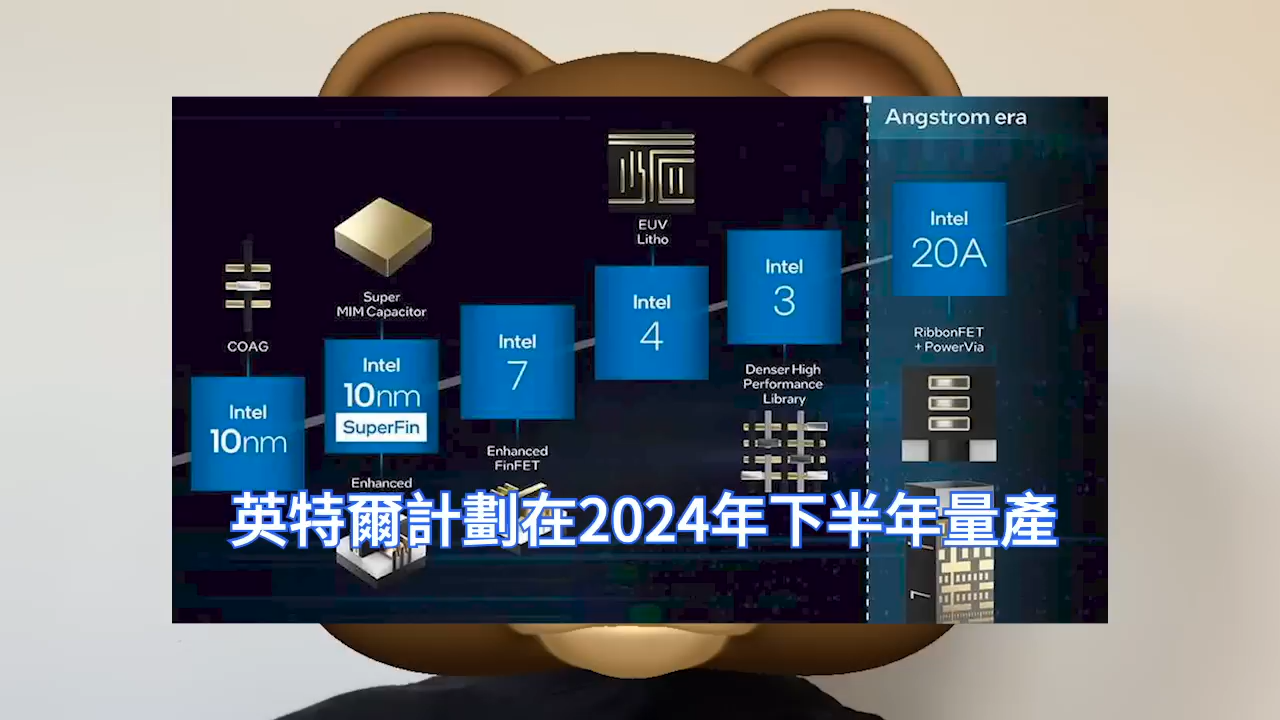 Angstrom era
COAG
Intel
10nm
Super
MIM Capacitor
Intel
10nm
SuperFin
Enhanced
Intel
7
Enhanced
FinFET
EUV
Litho
Intel
4
Intel
3
Denser High
Performance
Library
Intel
20A
RibbonFET
+ PowerVia
英特爾計劃在2024年下半年量產